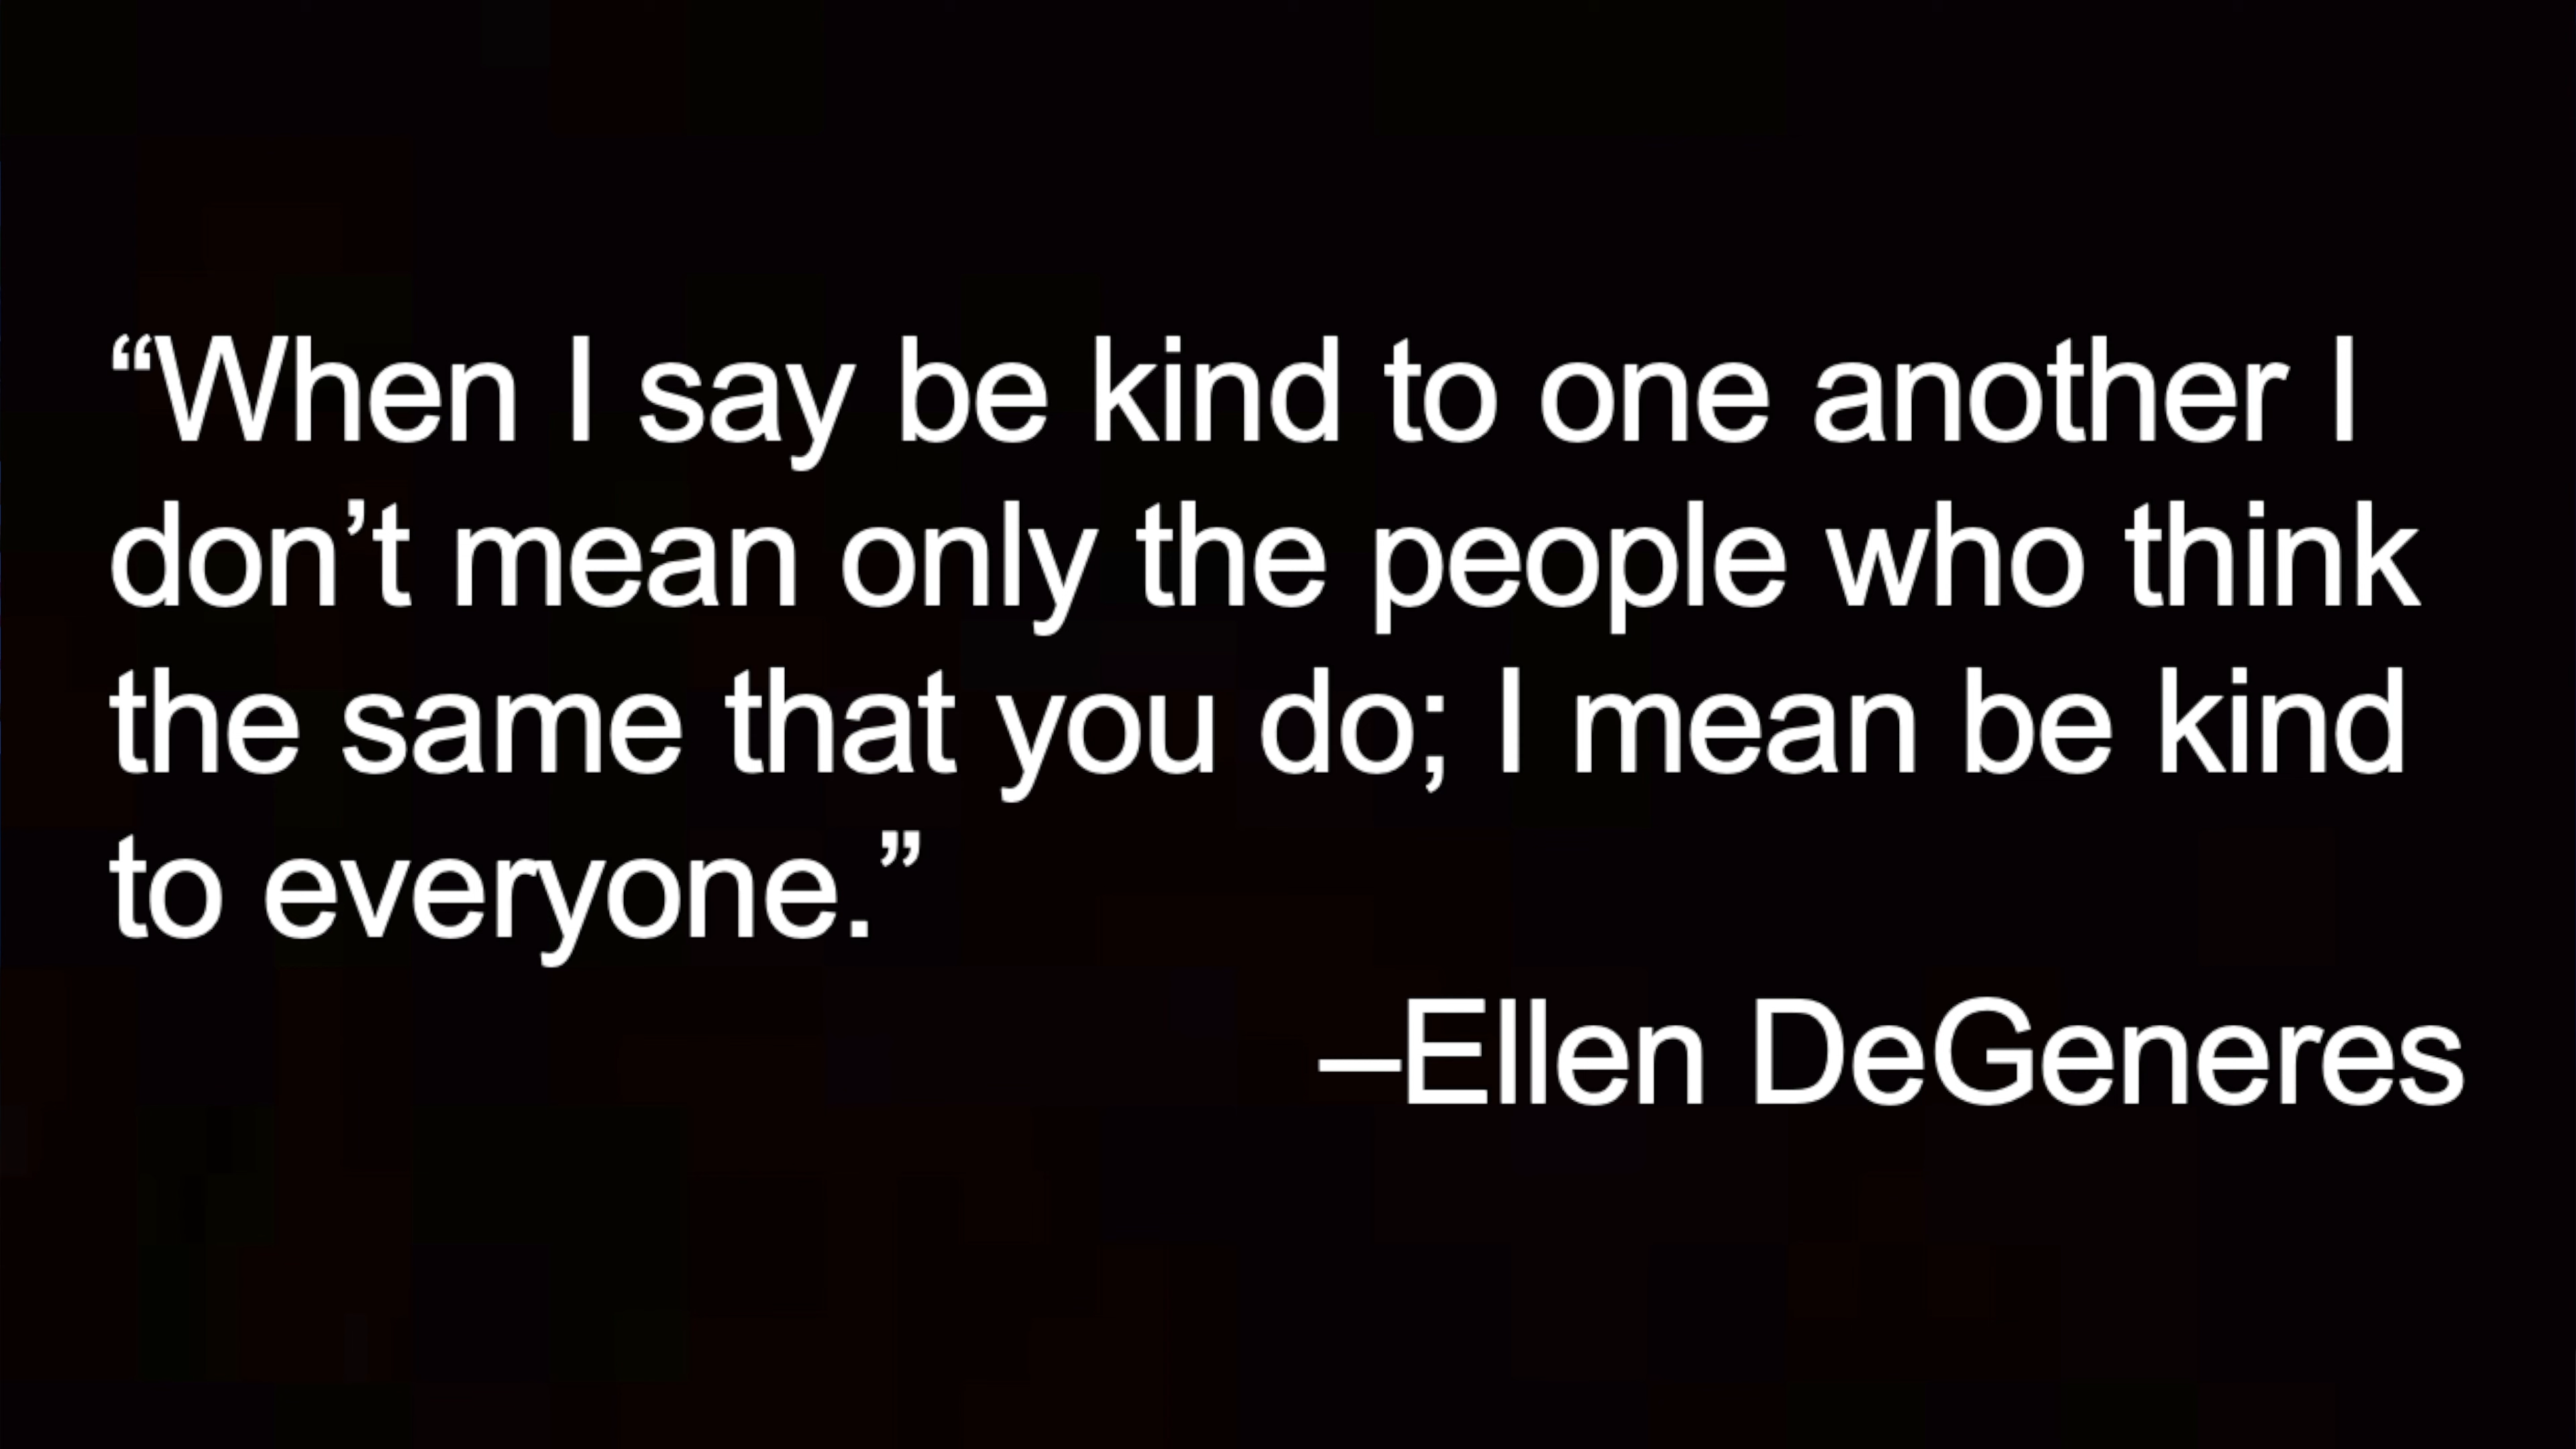 “When I say be kind to one another I
don’t mean only the people who think
the same that you do; I mean be kind
to everyone.”
–Ellen DeGeneres